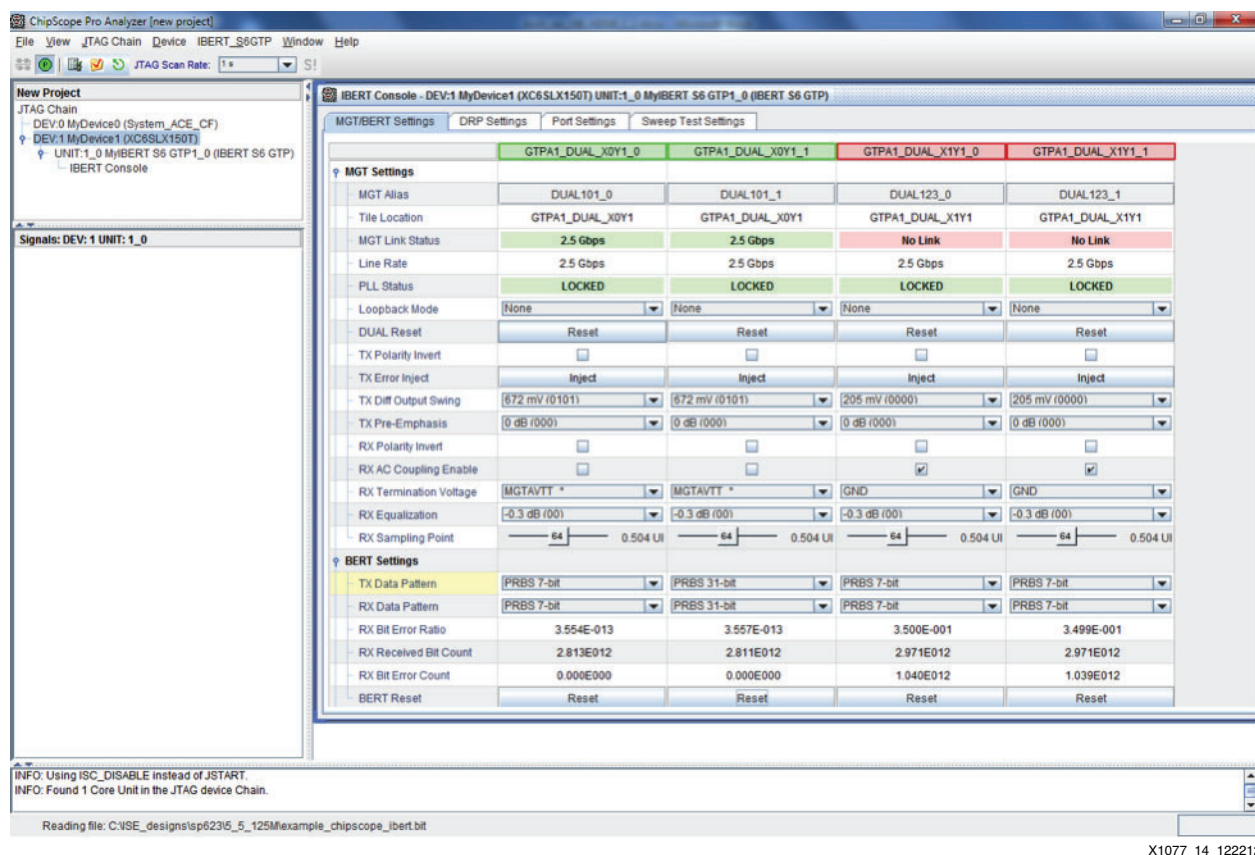 ChipScope Pro Analyzer [new project]
File View JTAG Chain Device IBERT_S6GTP Window Help
JTAG Scan Rate: 1 s S!
New Project
JTAG Chain
DEV:0 MyDevice0 (System_ACE_CF)
DEV:1 MyDevice1 (XC6SLX150T)
UNIT:1_0 MyIBERT S6 GTP1_0 (IBERT S6 GTP)
IBERT Console
Signals: DEV: 1 UNIT: 1_0
IBERT Console - DEV:1 MyDevice1 (XC6SLX150T) UNIT:1_0 MyIBERT S6 GTP1_0 (IBERT S6 GTP)
MGT/BERT Settings DRP Settings Port Settings Sweep Test Settings
GTPA1_DUAL_X0Y1_0 GTPA1_DUAL_X0Y1_1 GTPA1_DUAL_X1Y1_0 GTPA1_DUAL_X1Y1_1
MGT Settings
MGT Alias DUAL101_0 DUAL101_1 DUAL123_0 DUAL123_1
Tile Location GTPA1_DUAL_X0Y1 GTPA1_DUAL_X0Y1 GTPA1_DUAL_X1Y1 GTPA1_DUAL_X1Y1
MGT Link Status 2.5 Gbps 2.5 Gbps No Link No Link
Line Rate 2.5 Gbps 2.5 Gbps 2.5 Gbps 2.5 Gbps
PLL Status LOCKED LOCKED LOCKED LOCKED
Loopback Mode None None None None
DUAL Reset Reset Reset Reset Reset
TX Polarity Invert
TX Error Inject Inject Inject Inject Inject
TX Diff Output Swing 672 mV (0101) 672 mV (0101) 205 mV (0000) 205 mV (0000)
TX Pre-Emphasis 0 dB (000) 0 dB (000) 0 dB (000) 0 dB (000)
RX Polarity Invert
RX AC Coupling Enable
RX Termination Voltage MGTAVTT * MGTAVTT * GND GND
RX Equalization -0.3 dB (00) -0.3 dB (00) -0.3 dB (00) -0.3 dB (00)
RX Sampling Point 64 0.504 UI 64 0.504 UI 64 0.504 UI 64 0.504 UI
BERT Settings
TX Data Pattern PRBS 7-bit PRBS 31-bit PRBS 7-bit PRBS 7-bit
RX Data Pattern PRBS 7-bit PRBS 31-bit PRBS 7-bit PRBS 7-bit
RX Bit Error Ratio 3.554E-013 3.557E-013 3.500E-001 3.499E-001
RX Received Bit Count 2.813E012 2.811E012 2.971E012 2.971E012
RX Bit Error Count 0.000E000 0.000E000 1.040E012 1.039E012
BERT Reset Reset Reset Reset Reset
INFO: Using ISC_DISABLE instead of JSTART.
INFO: Found 1 Core Unit in the JTAG device Chain.
Reading file: C:\ISE_designs\sp623\5_5_125M\example_chipscope_ibert.bit